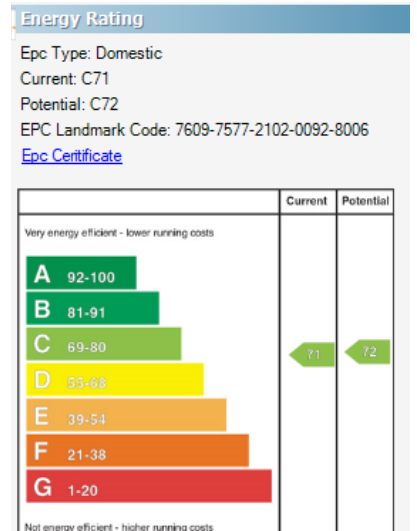 Energy Rating
Epc Type: Domestic
Current: C71
Potential: C72
EPC Landmark Code: 7609-7577-2102-0092-8006
Epc Ceritificate
Current Potential
Very energy efficient - lower running costs
A 92-100
B 81-91
C 69-80
71 72
D 55-68
E 39-54
F 21-38
G 1-20
Not energy efficient - higher running costs